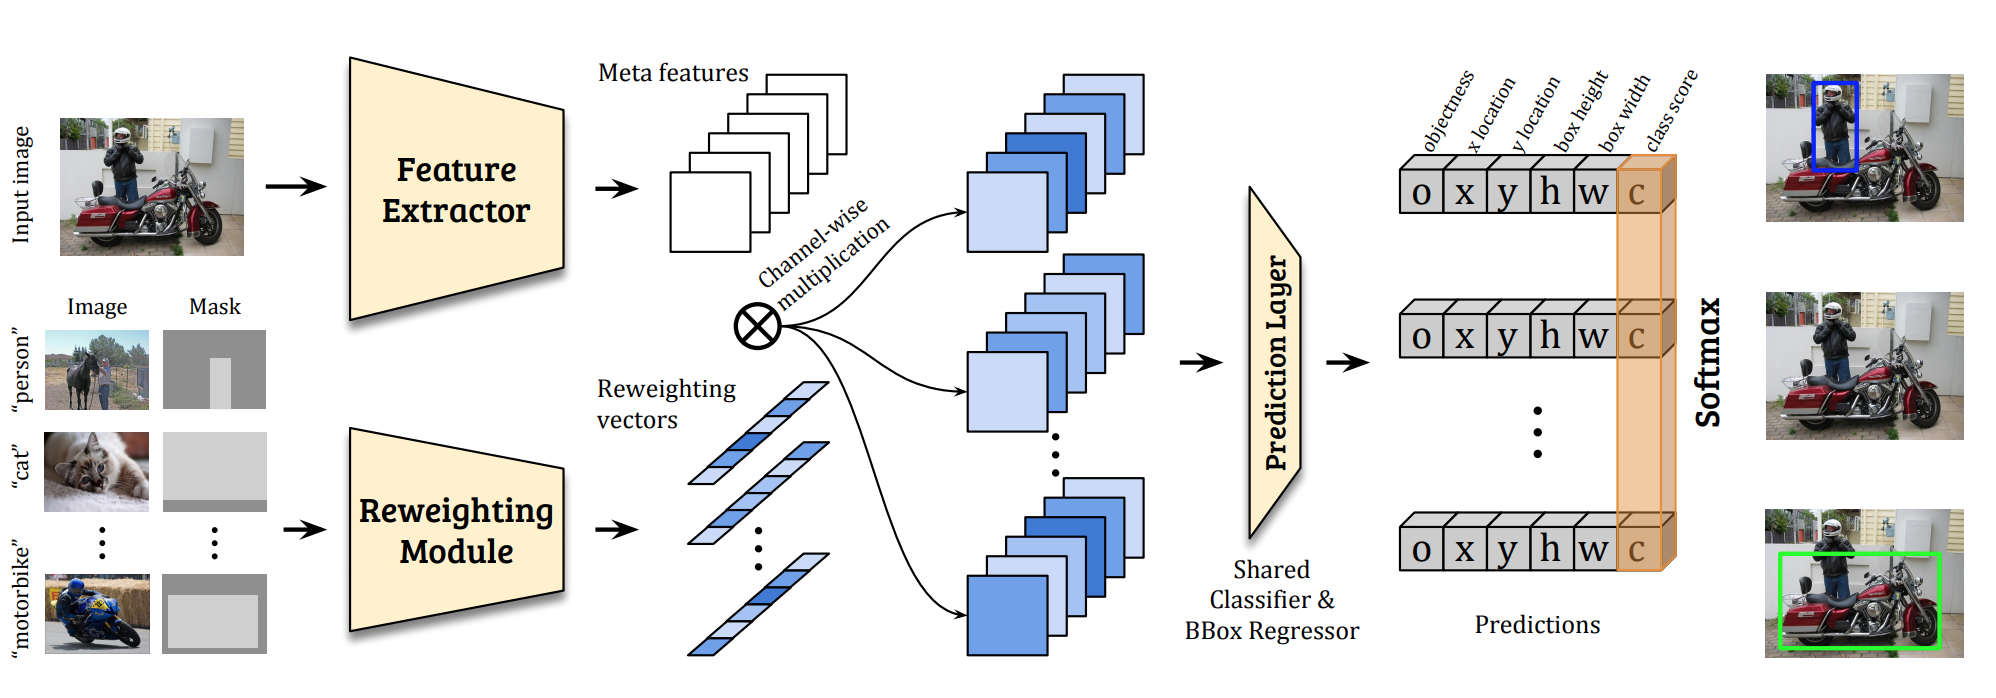 Input image
Feature
Extractor
Meta features
Channel-wise
multiplication
Image
Mask
“person”
“cat”
“motorbike”
Reweighting
Module
Reweighting
vectors
Prediction Layer
Shared
Classifier &
BBox Regressor
objectness
x location
y location
box height
box width
class score
o x y h w c
o x y h w c
o x y h w c
Predictions
Softmax